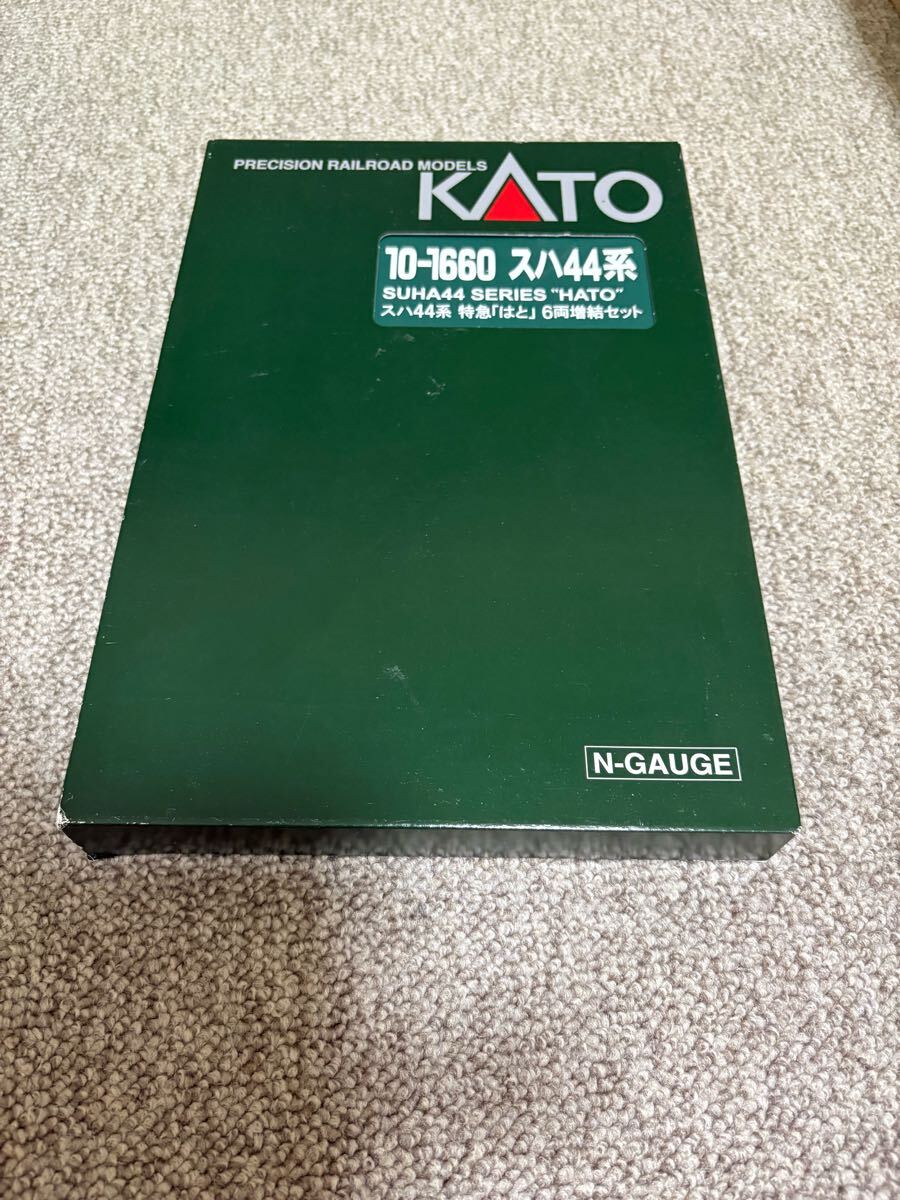 PRECISION RAILROAD MODELS
KATO
10-1660 スハ44系
SUHA44 SERIES "HATO"
スハ44系 特急「はと」 6両増結セット
N-GAUGE